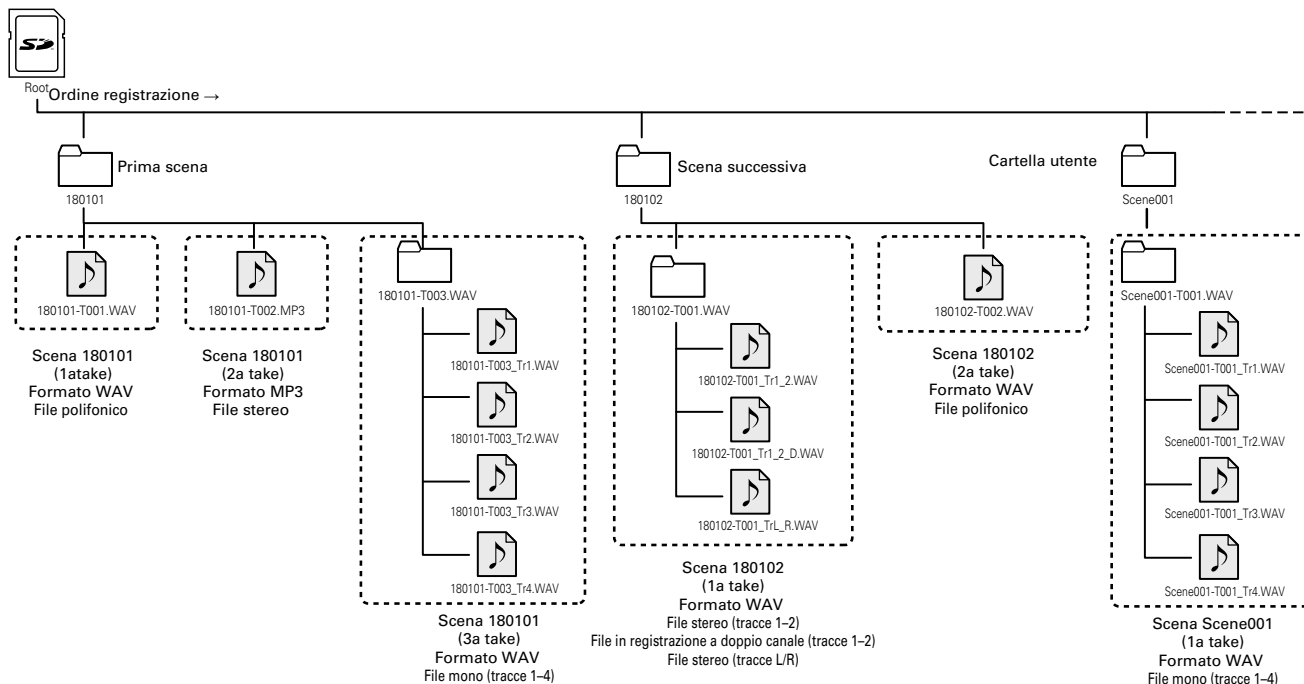 SD
Root
Ordine registrazione →
Prima scena
180101
Scena successiva
180102
Cartella utente
Scene001
180101-T001.WAV
Scena 180101
(1atake)
Formato WAV
File polifonico
180101-T002.MP3
Scena 180101
(2a take)
Formato MP3
File stereo
180101-T003.WAV
180101-T003_Tr1.WAV
180101-T003_Tr2.WAV
180101-T003_Tr3.WAV
180101-T003_Tr4.WAV
Scena 180101
(3a take)
Formato WAV
File mono (tracce 1–4)
180102-T001.WAV
180102-T001_Tr1_2.WAV
180102-T001_Tr1_2_D.WAV
180102-T001_TrL_R.WAV
Scena 180102
(1a take)
Formato WAV
File stereo (tracce 1–2)
File in registrazione a doppio canale (tracce 1–2)
File stereo (tracce L/R)
180102-T002.WAV
Scena 180102
(2a take)
Formato WAV
File polifonico
Scene001-T001.WAV
Scene001-T001_Tr1.WAV
Scene001-T001_Tr2.WAV
Scene001-T001_Tr3.WAV
Scene001-T001_Tr4.WAV
Scena Scene001
(1a take)
Formato WAV
File mono (tracce 1–4)